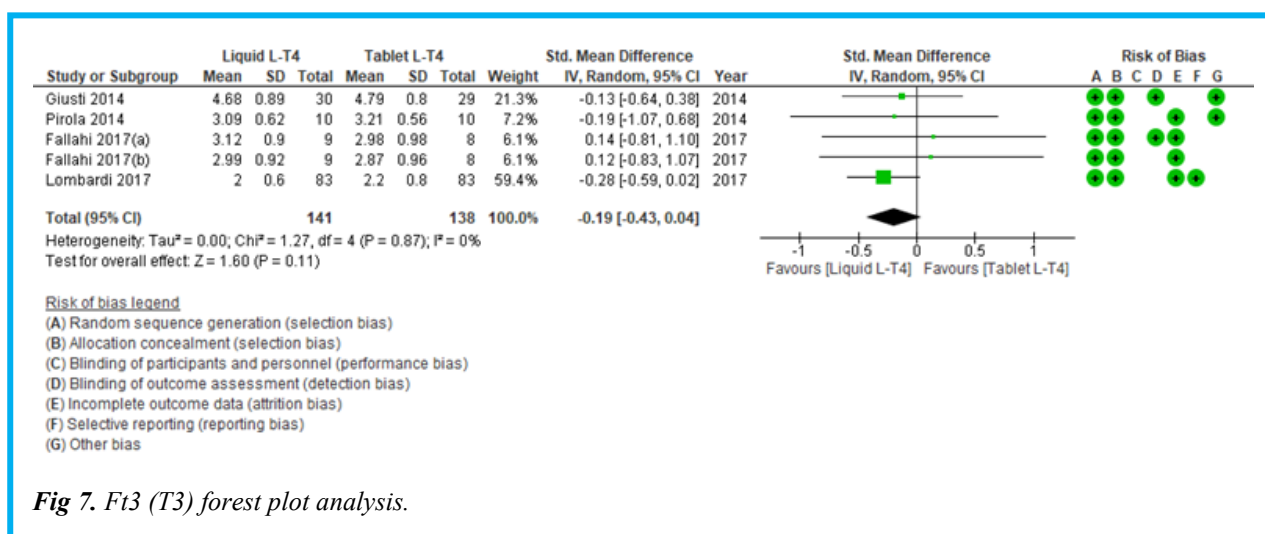 Liquid L-T4 Tablet L-T4 Std. Mean Difference Std. Mean Difference Risk of Bias
Study or Subgroup Mean SD Total Mean SD Total Weight IV, Random, 95% CI Year IV, Random, 95% CI A B C D E F G
Giusti 2014 4.68 0.89 30 4.79 0.8 29 21.3% -0.13 [-0.64, 0.38] 2014
Pirola 2014 3.09 0.62 10 3.21 0.56 10 7.2% -0.19 [-1.07, 0.68] 2014
Fallahi 2017(a) 3.12 0.9 9 2.98 0.98 8 6.1% 0.14 [-0.81, 1.10] 2017
Fallahi 2017(b) 2.99 0.92 9 2.87 0.96 8 6.1% 0.12 [-0.83, 1.07] 2017
Lombardi 2017 2 0.6 83 2.2 0.8 83 59.4% -0.28 [-0.59, 0.02] 2017
Total (95% CI) 141 138 100.0% -0.19 [-0.43, 0.04]
Heterogeneity: Tau² = 0.00; Chi² = 1.27, df = 4 (P = 0.87); I² = 0%
Test for overall effect: Z = 1.60 (P = 0.11)
-1 -0.5 0 0.5 1
Favours [Liquid L-T4] Favours [Tablet L-T4]
Risk of bias legend
(A) Random sequence generation (selection bias)
(B) Allocation concealment (selection bias)
(C) Blinding of participants and personnel (performance bias)
(D) Blinding of outcome assessment (detection bias)
(E) Incomplete outcome data (attrition bias)
(F) Selective reporting (reporting bias)
(G) Other bias
Fig 7. Ft3 (T3) forest plot analysis.